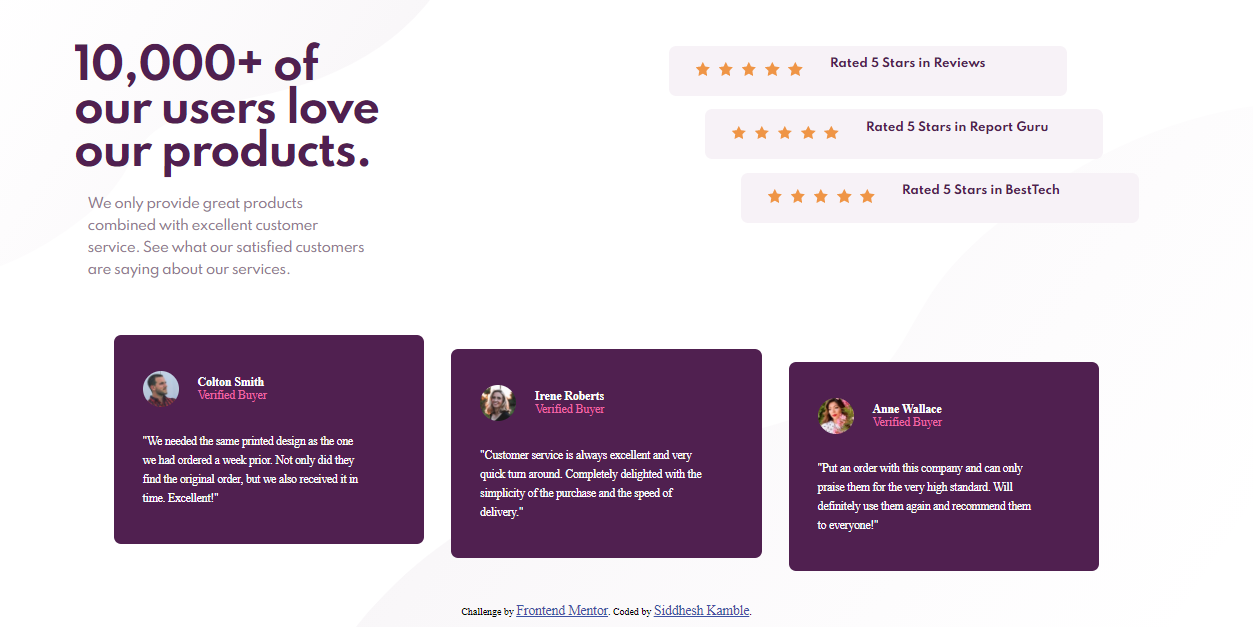 10,000+ of
our users love
our products.
We only provide great products
combined with excellent customer
service. See what our satisfied customers
are saying about our services.
Rated 5 Stars in Reviews
Rated 5 Stars in Report Guru
Rated 5 Stars in BestTech
Colton Smith
Verified Buyer
"We needed the same printed design as the one
we had ordered a week prior. Not only did they
find the original order, but we also received it in
time. Excellent!"
Irene Roberts
Verified Buyer
"Customer service is always excellent and very
quick turn around. Completely delighted with the
simplicity of the purchase and the speed of
delivery."
Anne Wallace
Verified Buyer
"Put an order with this company and can only
praise them for the very high standard. Will
definitely use them again and recommend them
to everyone!"
Challenge by Frontend Mentor. Coded by Siddhesh Kamble.